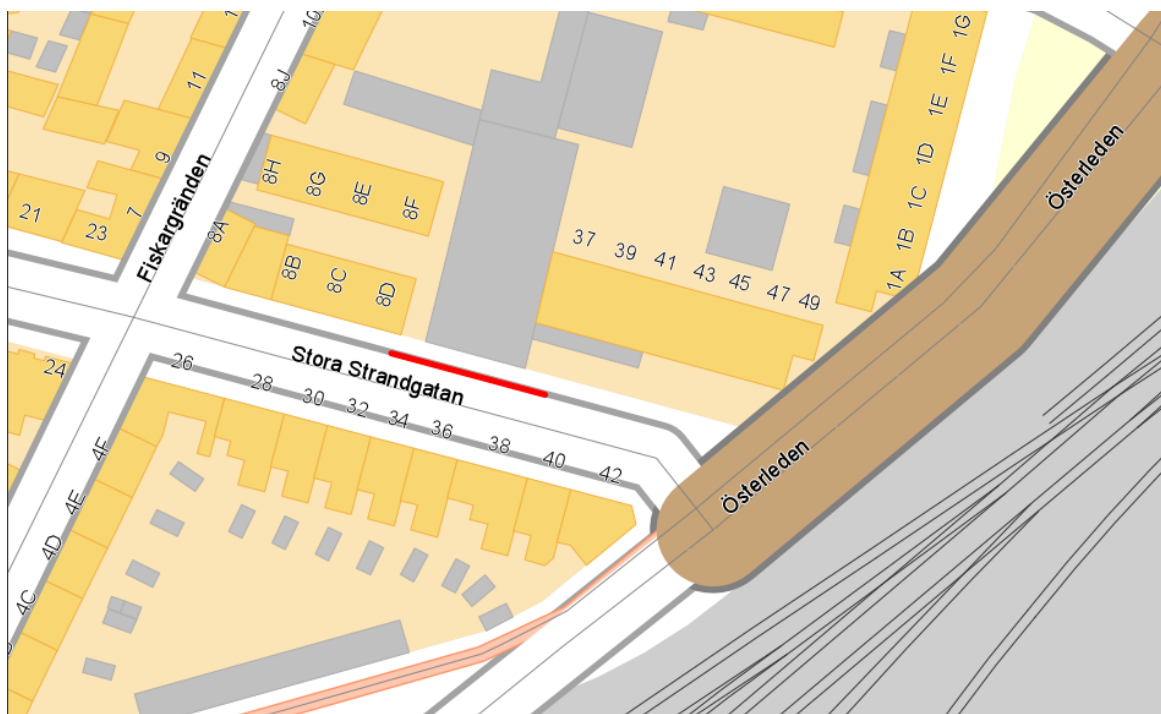 10
1G
8J
11
1F
1E
9
Fiskargränden
8H
8G
8E
8F
1D
Österleden
1C
21
7
23
8A
37
39
41
43
45
47
49
1B
1A
8B
8C
8D
24
26
Stora Strandgatan
28
30
32
34
36
38
40
42
4F
4E
Österleden
4D
4C